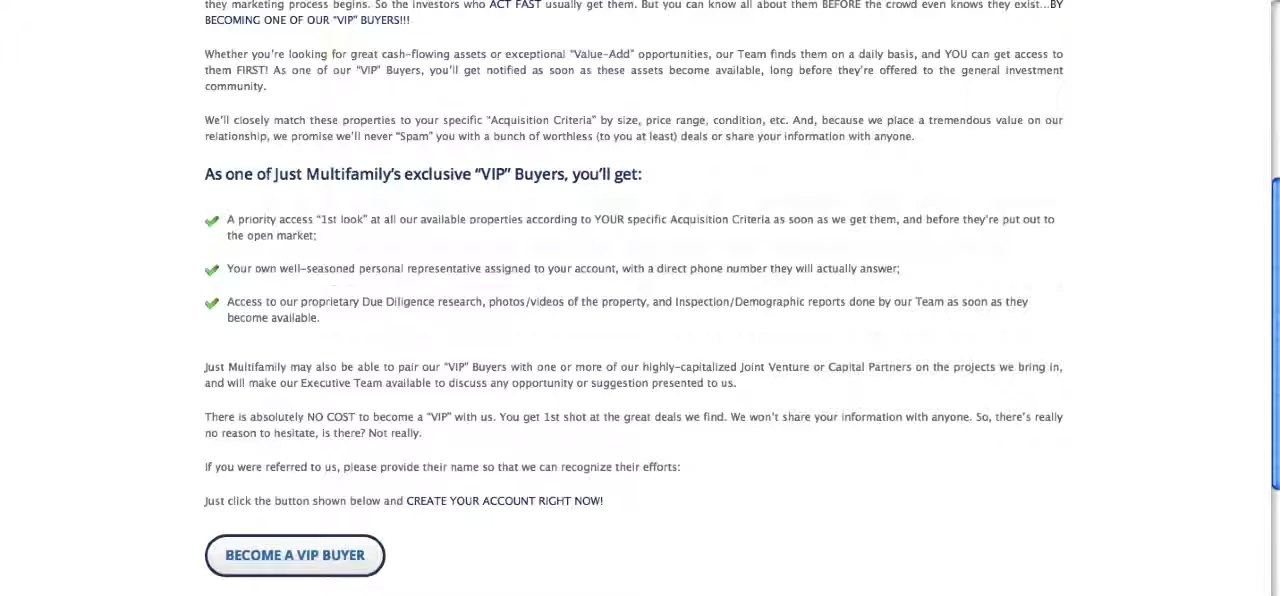 they marketing process begins. So the investors who ACT FAST usually get them. But you can know all about them BEFORE the crowd even knows they exist...BY
BECOMING ONE OF OUR “VIP” BUYERS!!!
Whether you’re looking for great cash-flowing assets or exceptional “Value-Add” opportunities, our Team finds them on a daily basis, and YOU can get access to
them FIRST! As one of our “VIP” Buyers, you’ll get notified as soon as these assets become available, long before they’re offered to the general investment
community.
We’ll closely match these properties to your specific “Acquisition Criteria” by size, price range, condition, etc. And, because we place a tremendous value on our
relationship, we promise we’ll never “Spam” you with a bunch of worthless (to you at least) deals or share your information with anyone.
As one of Just Multifamily’s exclusive “VIP” Buyers, you’ll get:
A priority access “1st look” at all our available properties according to YOUR specific Acquisition Criteria as soon as we get them, and before they’re put out to
the open market;
Your own well-seasoned personal representative assigned to your account, with a direct phone number they will actually answer;
Access to our proprietary Due Diligence research, photos/videos of the property, and Inspection/Demographic reports done by our Team as soon as they
become available.
Just Multifamily may also be able to pair our “VIP” Buyers with one or more of our highly-capitalized Joint Venture or Capital Partners on the projects we bring in,
and will make our Executive Team available to discuss any opportunity or suggestion presented to us.
There is absolutely NO COST to become a “VIP” with us. You get 1st shot at the great deals we find. We won’t share your information with anyone. So, there’s really
no reason to hesitate, is there? Not really.
If you were referred to us, please provide their name so that we can recognize their efforts:
Just click the button shown below and CREATE YOUR ACCOUNT RIGHT NOW!
BECOME A VIP BUYER